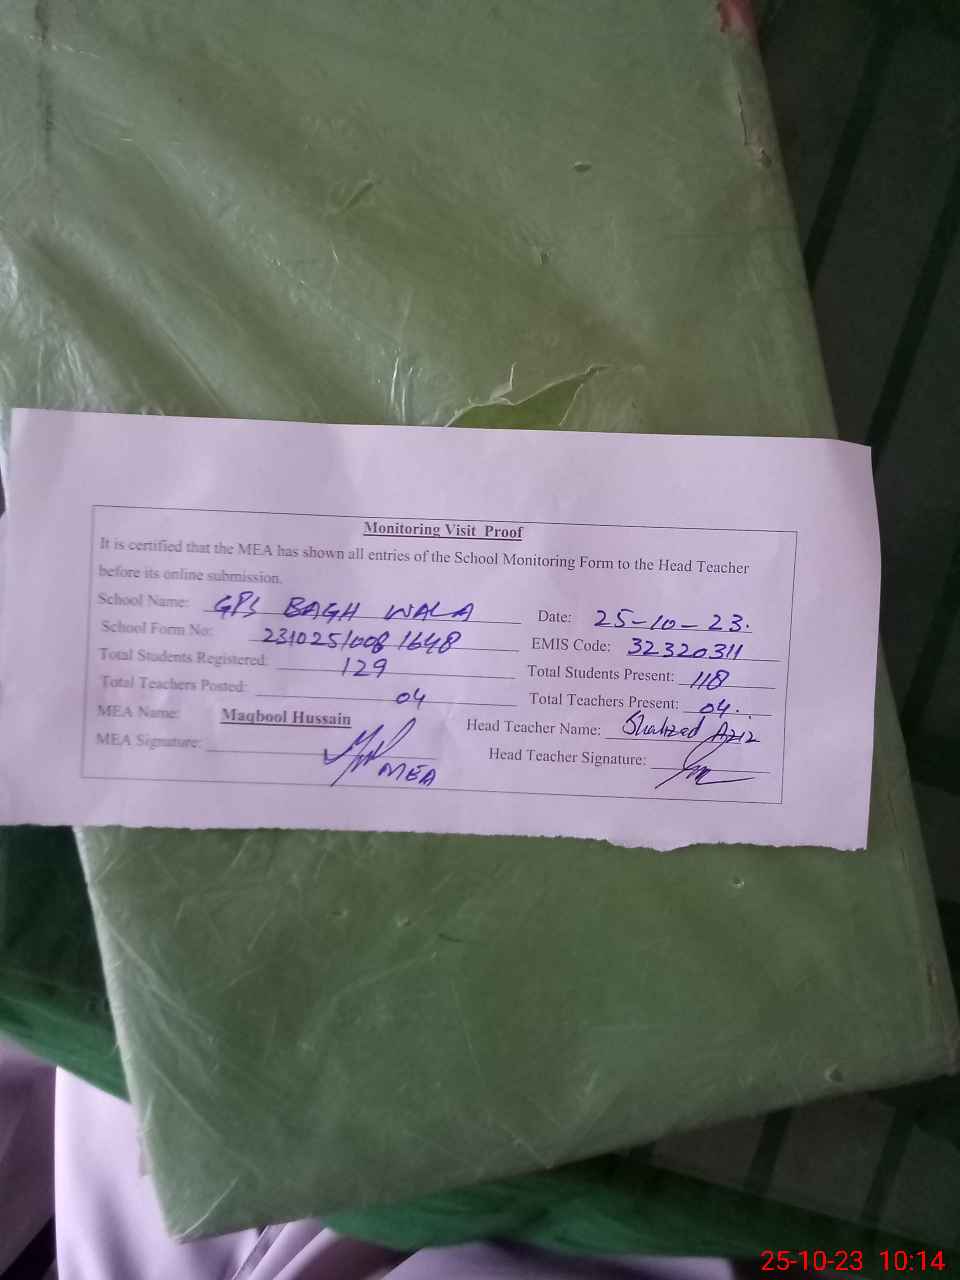 Monitoring Visit Proof
It is certified that the MEA has shown all entries of the School Monitoring Form to the Head Teacher
before its online submission.
School Name: GPS BAGH WALA Date: 25-10-23.
School Form No: 2310251008 1648 EMIS Code: 32320311
Total Students Registered: 129 Total Students Present: 118
Total Teachers Posted: 04 Total Teachers Present: 04.
MEA Name: Maqbool Hussain Head Teacher Name: Shahzad Aziz
MEA Signature: MEA Head Teacher Signature:
25-10-23 10:14